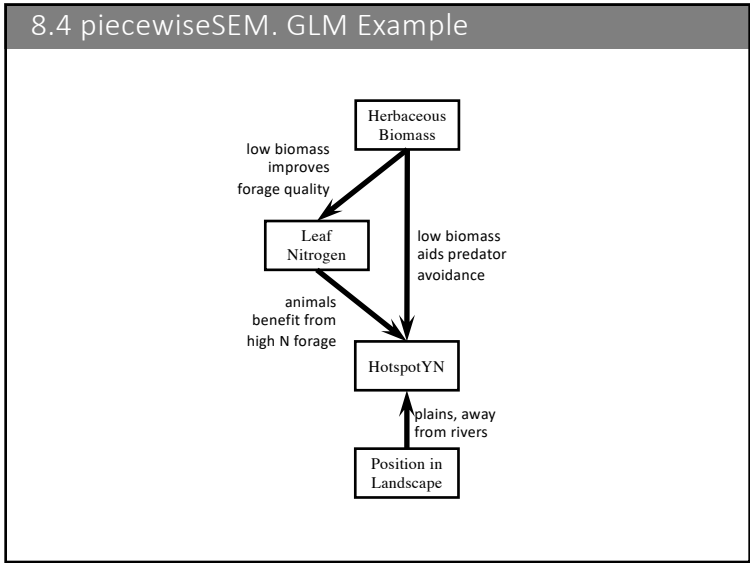 8.4 piecewiseSEM. GLM Example
Herbaceous
Biomass
low biomass
improves
forage quality
Leaf
Nitrogen
low biomass
aids predator
avoidance
animals
benefit from
high N forage
HotspotYN
plains, away
from rivers
Position in
Landscape